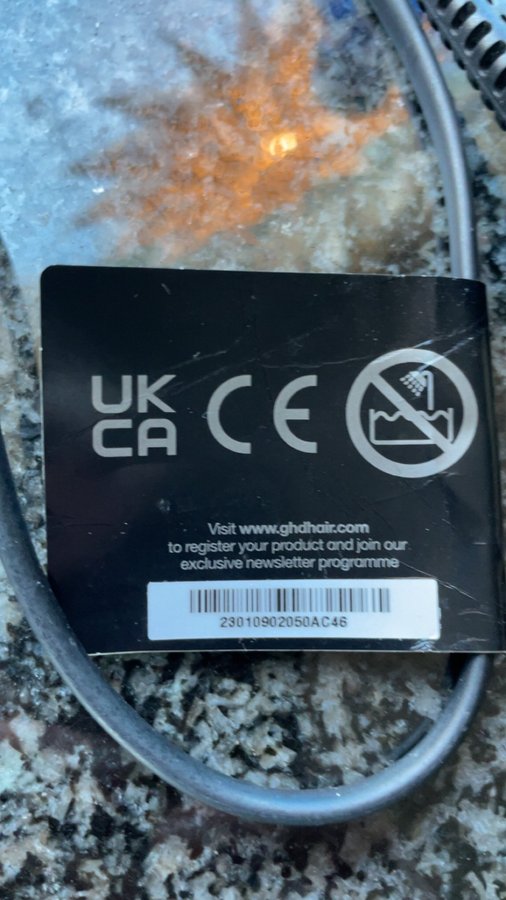 UK
CA CE
Visit www.ghdhair.com
to register your product and join our
exclusive newsletter programme
23010902050AC46